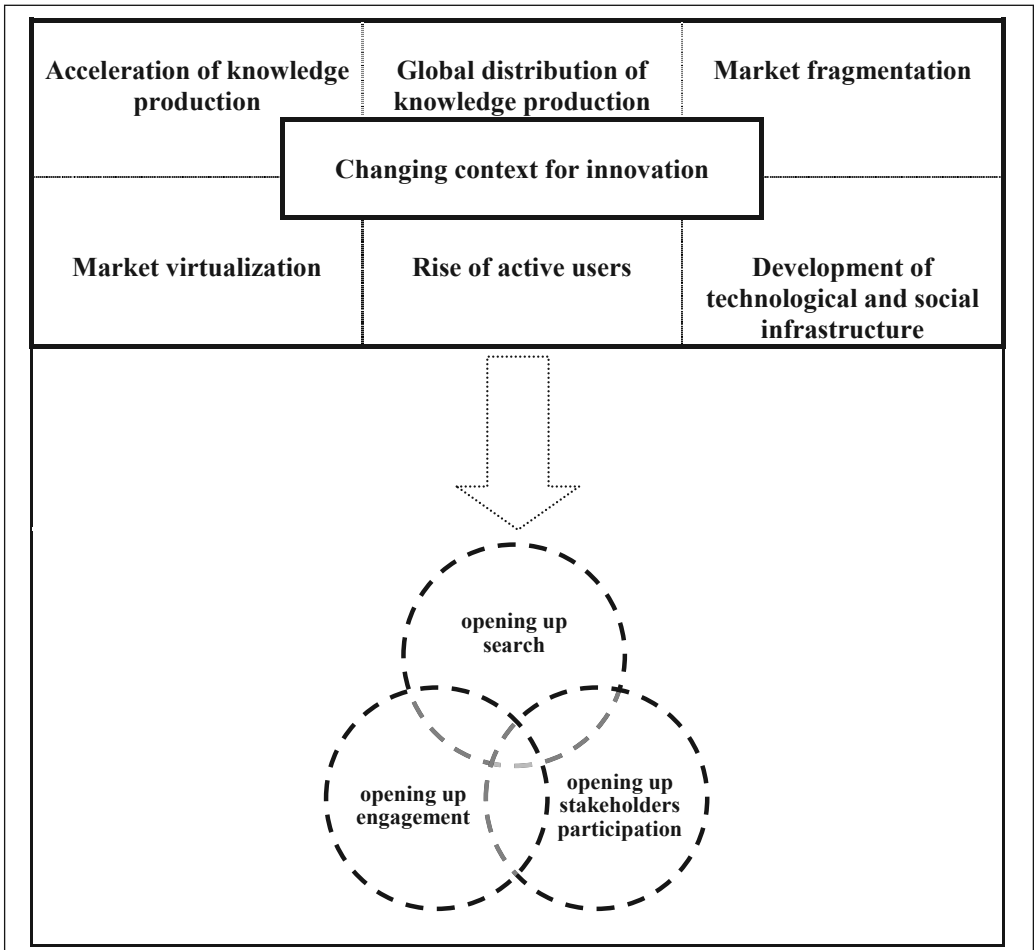 Acceleration of knowledge
production
Global distribution of
knowledge production
Market fragmentation
Changing context for innovation
Market virtualization
Rise of active users
Development of
technological and social
infrastructure
opening up
search
opening up
engagement
opening up
stakeholders
participation